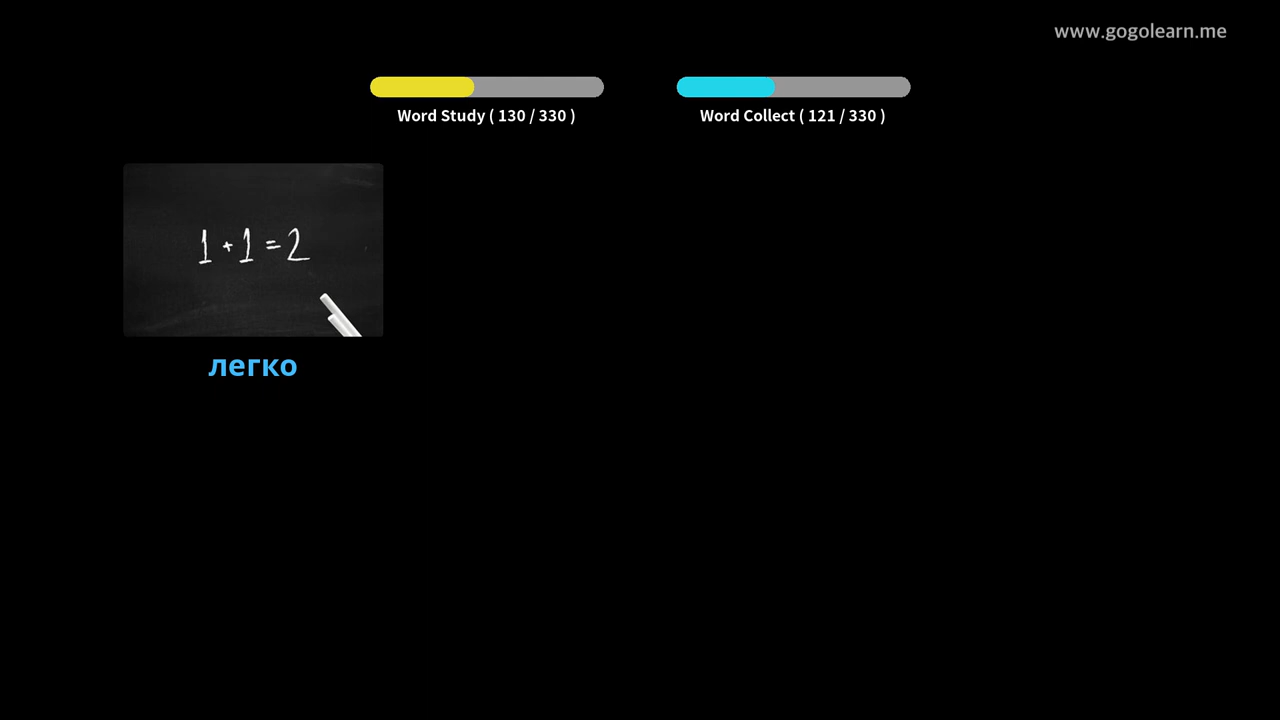 www.gogolearn.me
Word Study ( 130 / 330 )
Word Collect ( 121 / 330 )
1 + 1 = 2
легко